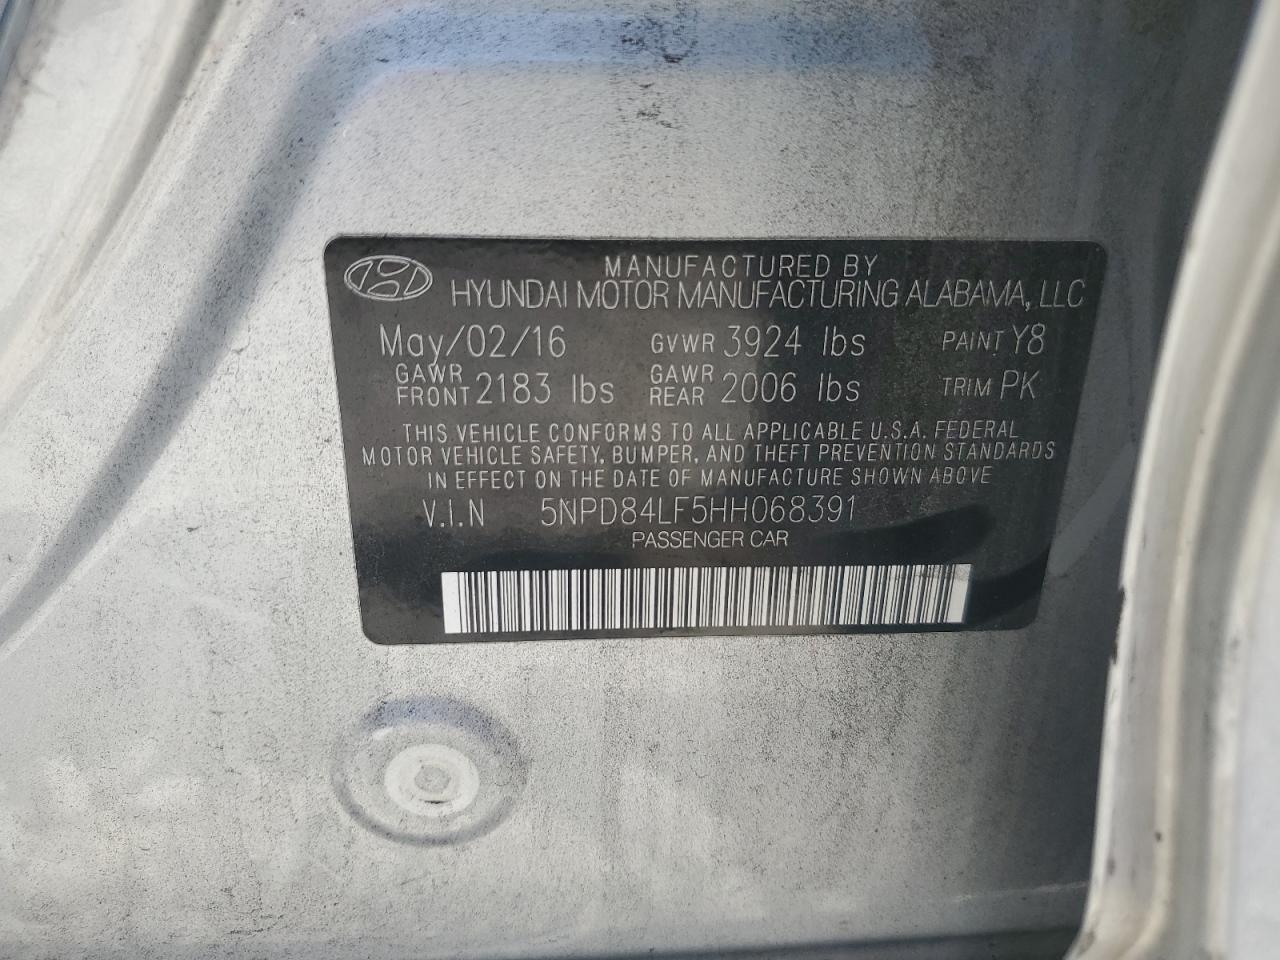 MANUFACTURED BY
HYUNDAI MOTOR MANUFACTURING ALABAMA, LLC
May/02/16 GVWR 3924 lbs PAINT Y8
GAWR FRONT 2183 lbs GAWR REAR 2006 lbs TRIM PK
THIS VEHICLE CONFORMS TO ALL APPLICABLE U.S.A. FEDERAL
MOTOR VEHICLE SAFETY, BUMPER, AND THEFT PREVENTION STANDARDS
IN EFFECT ON THE DATE OF MANUFACTURE SHOWN ABOVE
V.I.N 5NPD84LF5HH068391
PASSENGER CAR